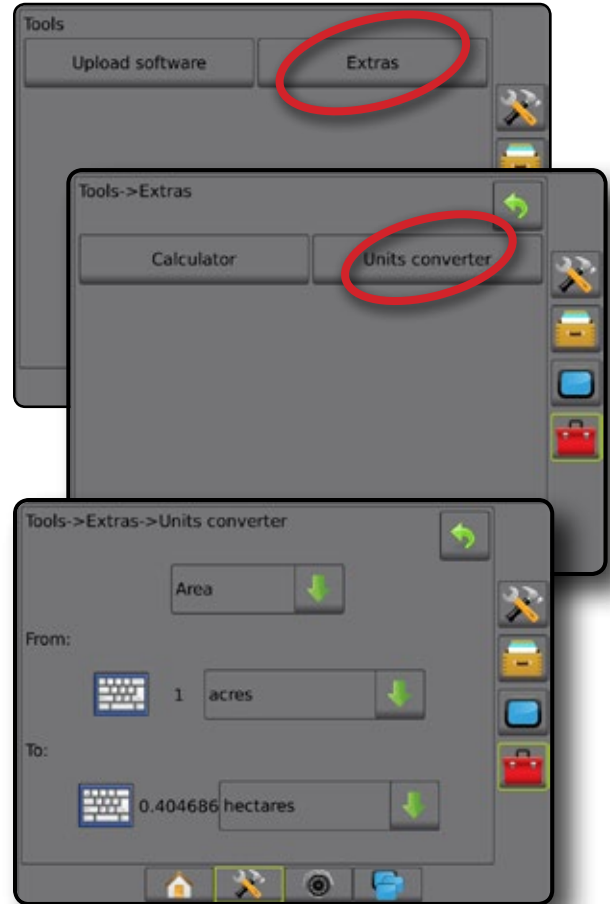 Tools
Upload software Extras
Tools->Extras
Calculator Units converter
Tools->Extras->Units converter
Area
From:
1 acres
To:
0.404686 hectares